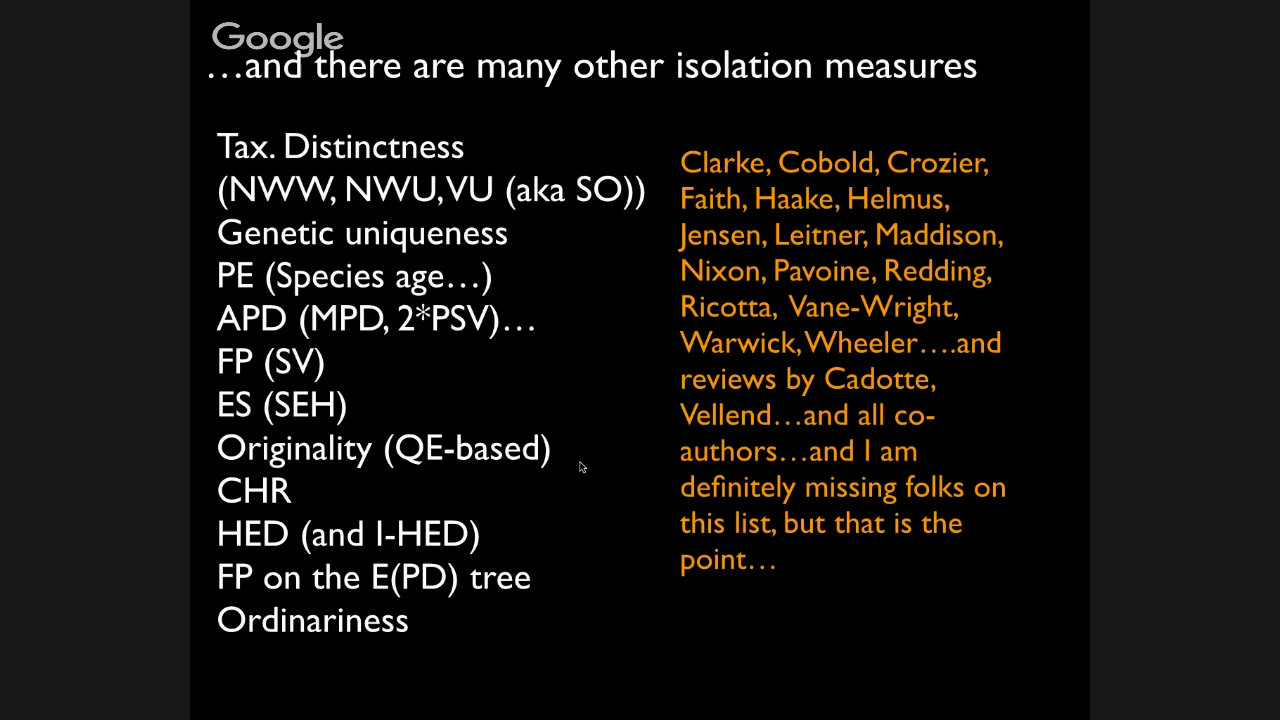 Google
…and there are many other isolation measures
Tax. Distinctness
(NWW, NWU, VU (aka SO))
Genetic uniqueness
PE (Species age…)
APD (MPD, 2*PSV)…
FP (SV)
ES (SEH)
Originality (QE-based)
CHR
HED (and I-HED)
FP on the E(PD) tree
Ordinariness
Clarke, Cobold, Crozier,
Faith, Haake, Helmus,
Jensen, Leitner, Maddison,
Nixon, Pavoine, Redding,
Ricotta, Vane-Wright,
Warwick, Wheeler….and
reviews by Cadotte,
Vellend…and all co-
authors…and I am
definitely missing folks on
this list, but that is the
point…